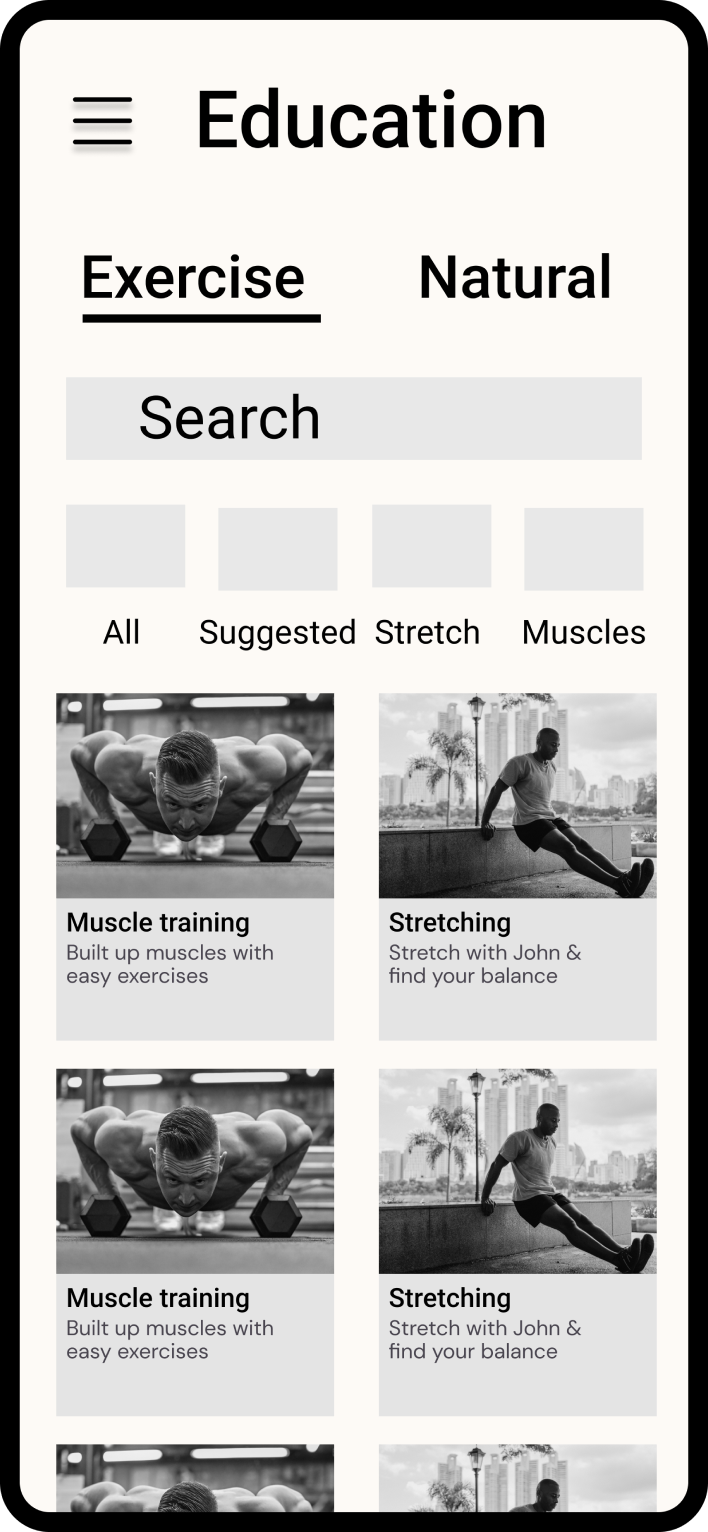 Education
Exercise
Natural
Search
All
Suggested
Stretch
Muscles
Muscle training
Built up muscles with
easy exercises
Stretching
Stretch with John &
find your balance
Muscle training
Built up muscles with
easy exercises
Stretching
Stretch with John &
find your balance